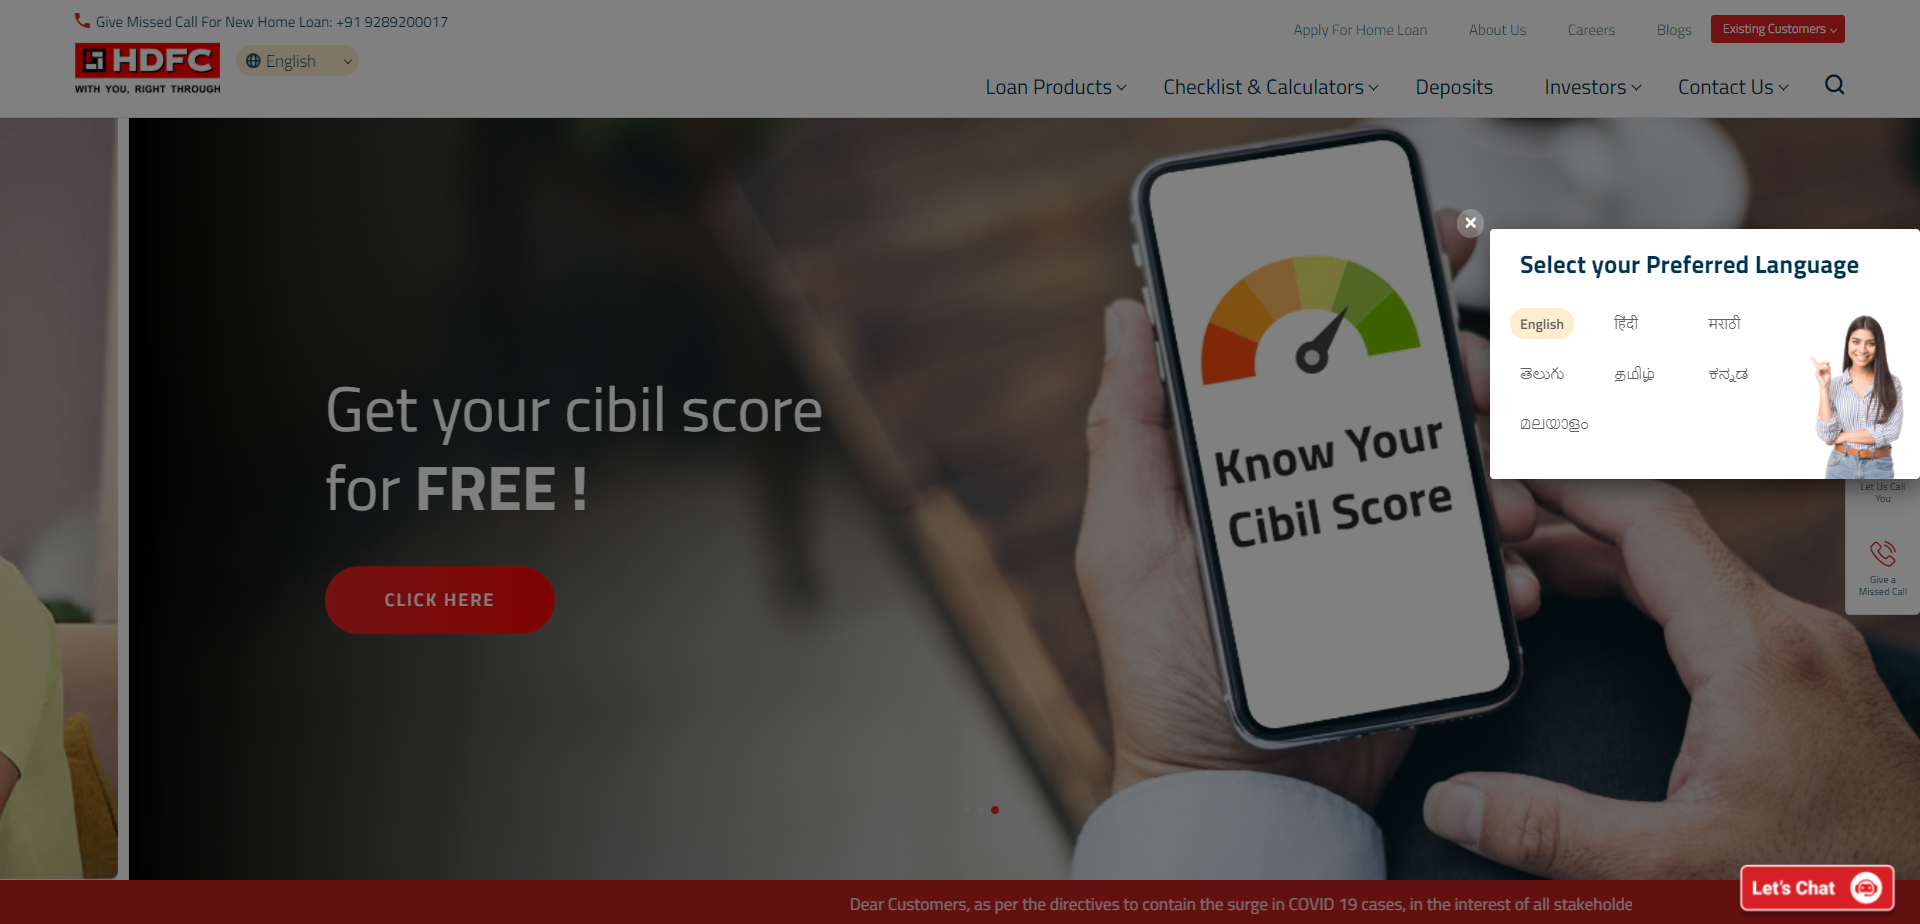 Give Missed Call For New Home Loan: +91 9289200017
Apply For Home Loan
About Us
Careers
Blogs
Existing Customers
HDFC
WITH YOU, RIGHT THROUGH
English
Loan Products
Checklist & Calculators
Deposits
Investors
Contact Us
Select your Preferred Language
English
हिंदी
मराठी
తెలుగు
தமிழ்
ಕನ್ನಡ
മലയാളം
Get your cibil score
for FREE !
CLICK HERE
Know Your
Cibil Score
Let Us Call
You
Give a
Missed Call
Let's Chat
Dear Customers, as per the directives to contain the surge in COVID 19 cases, in the interest of all stakeholde